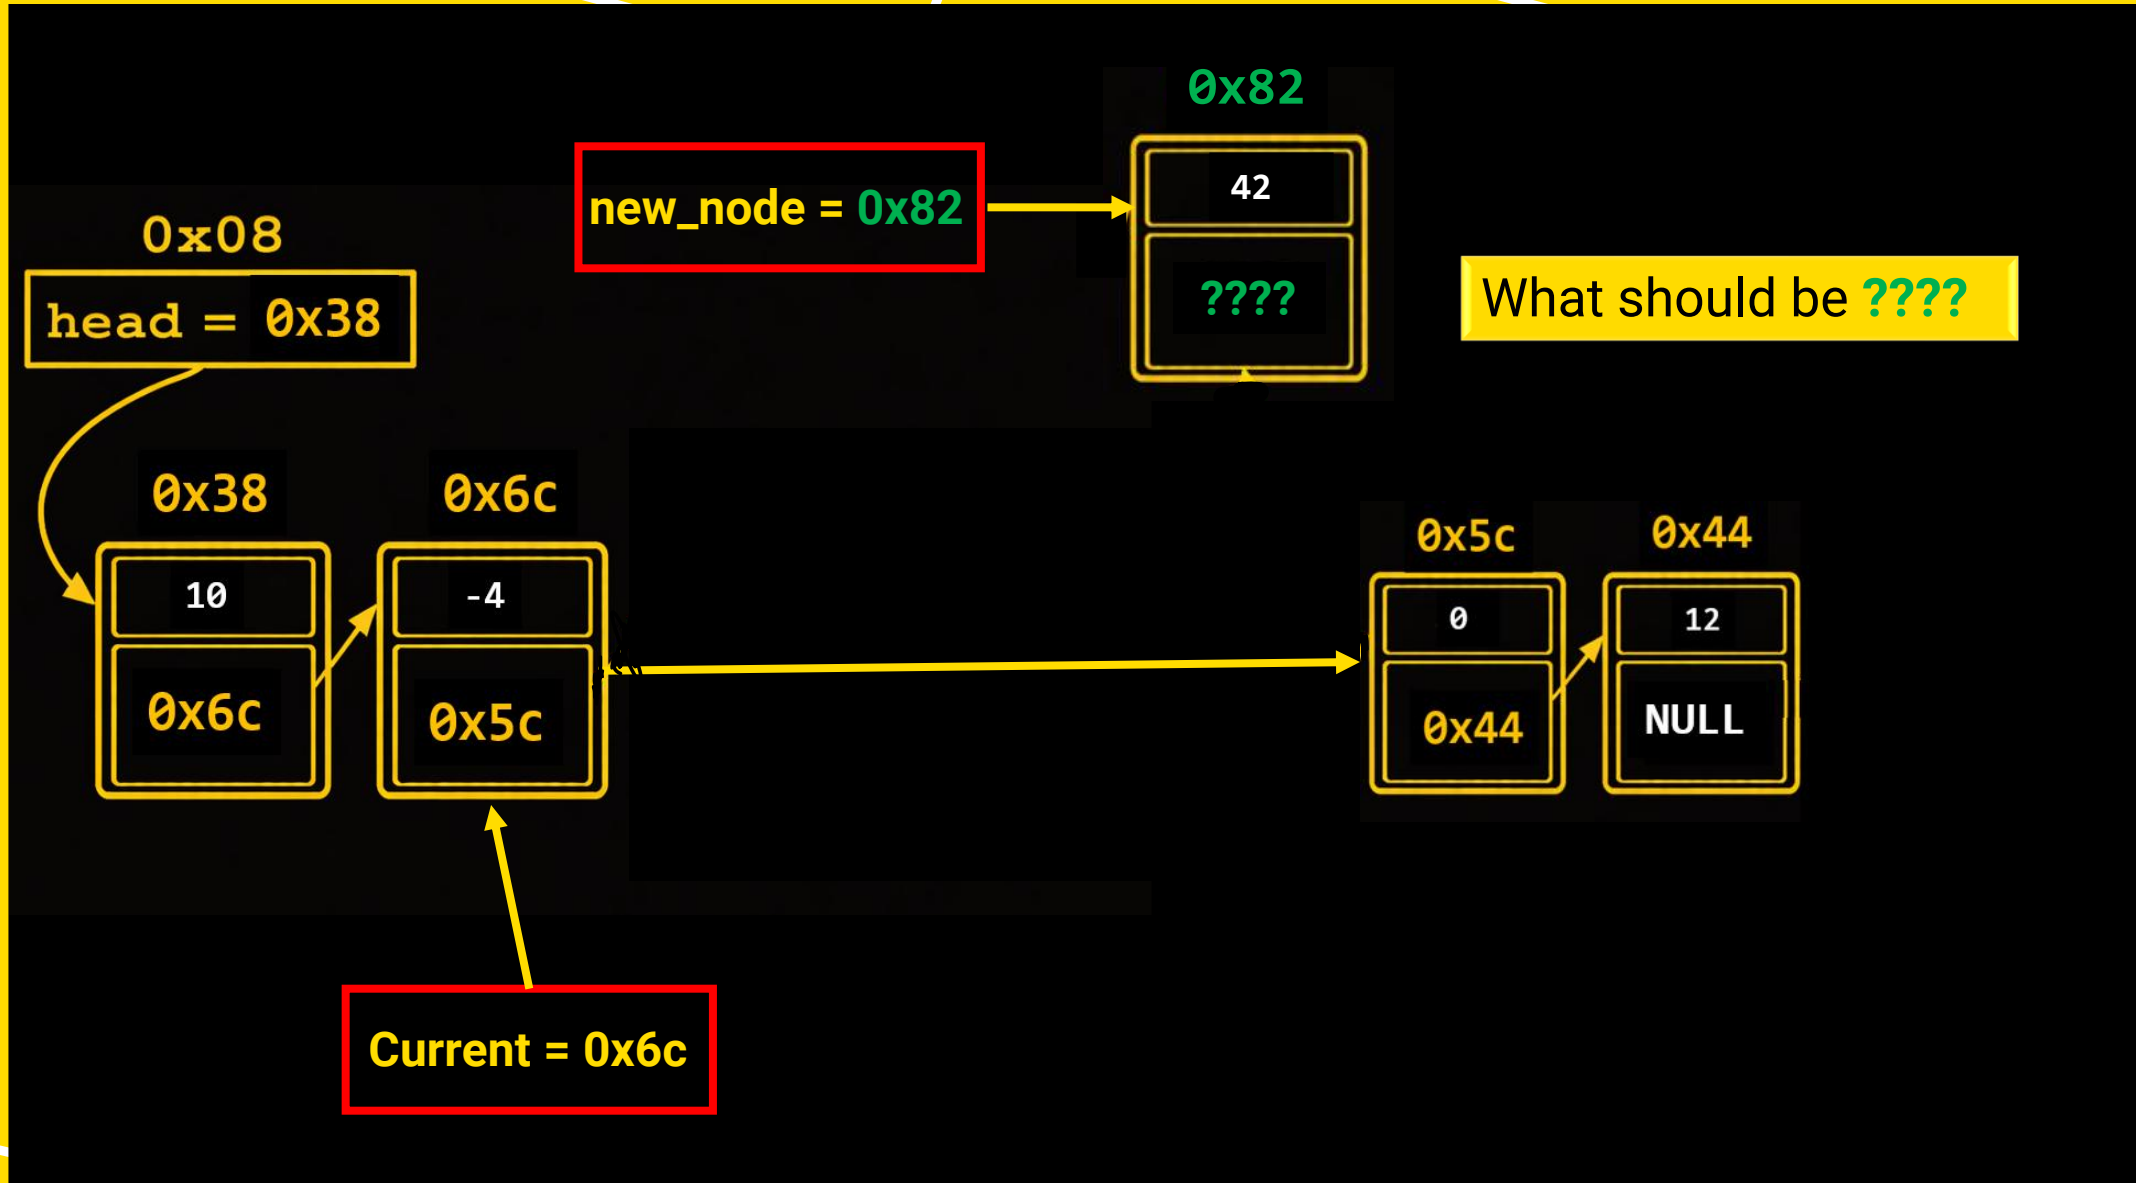 0x82
42
????
new_node = 0x82
What should be ????
0x08
head = 0x38
0x38
10
0x6c
0x6c
-4
0x5c
0x5c
0
0x44
0x44
12
NULL
Current = 0x6c